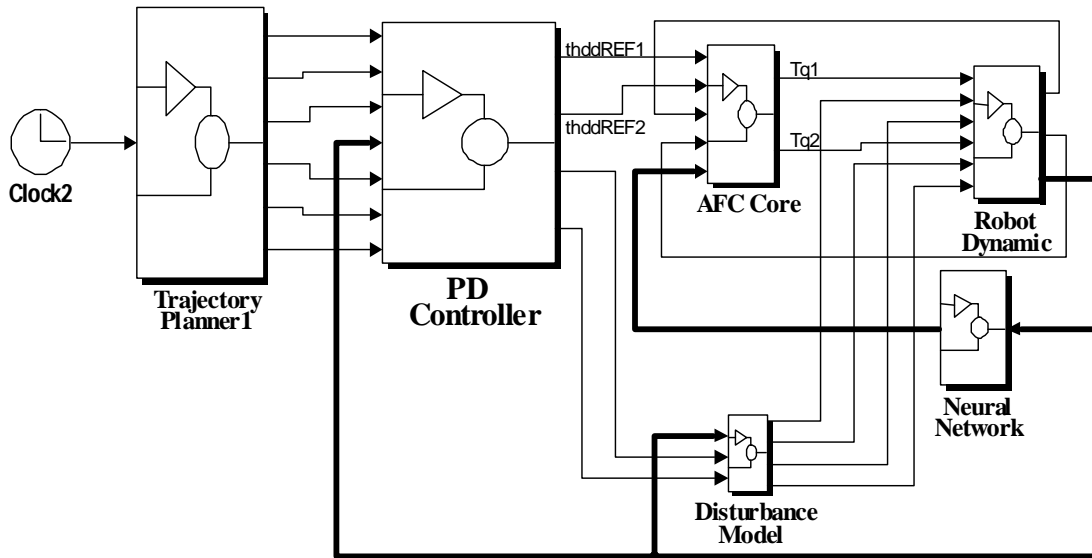 Clock2
Trajectory
Planner1
PD
Controller
thddREF1
thddREF2
AFC Core
Tq1
Tq2
Robot
Dynamic
Neural
Network
Disturbance
Model